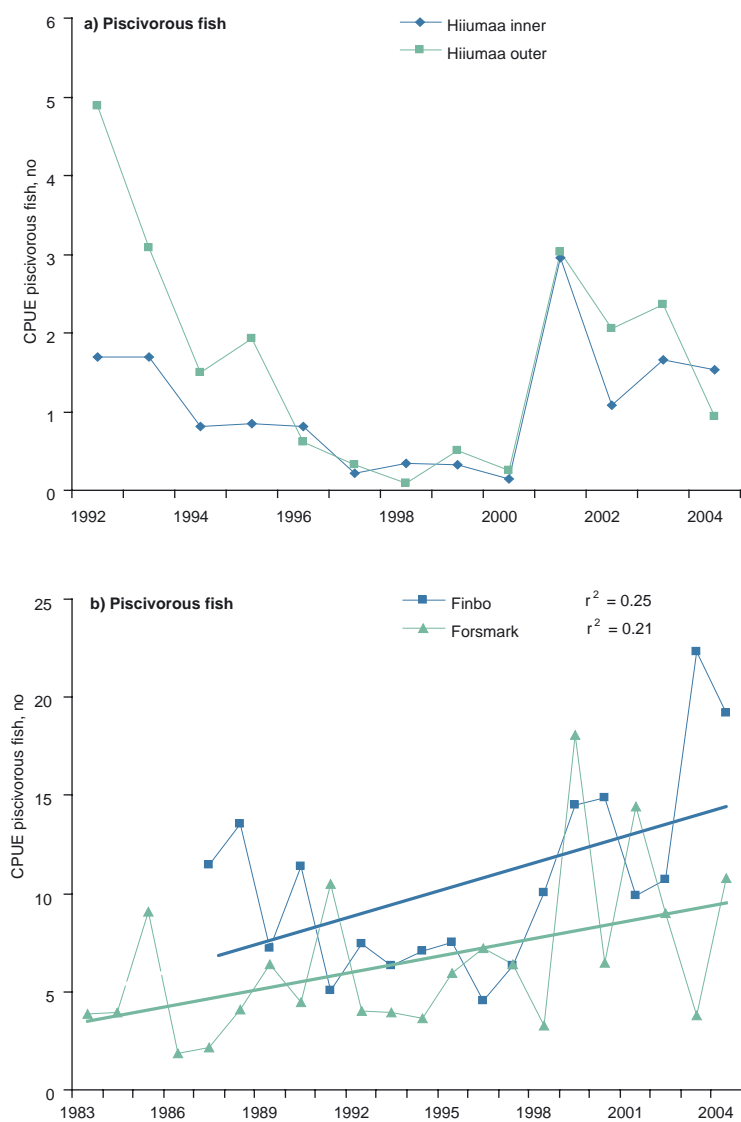 a) Piscivorous fish
Hiiumaa inner
Hiiumaa outer
CPUE piscivorous fish, no
6
5
4
3
2
1
0
1992 1994 1996 1998 2000 2002 2004
b) Piscivorous fish
Finbo r² = 0.25
Forsmark r² = 0.21
CPUE piscivorous fish, no
25
20
15
10
5
0
1983 1986 1989 1992 1995 1998 2001 2004